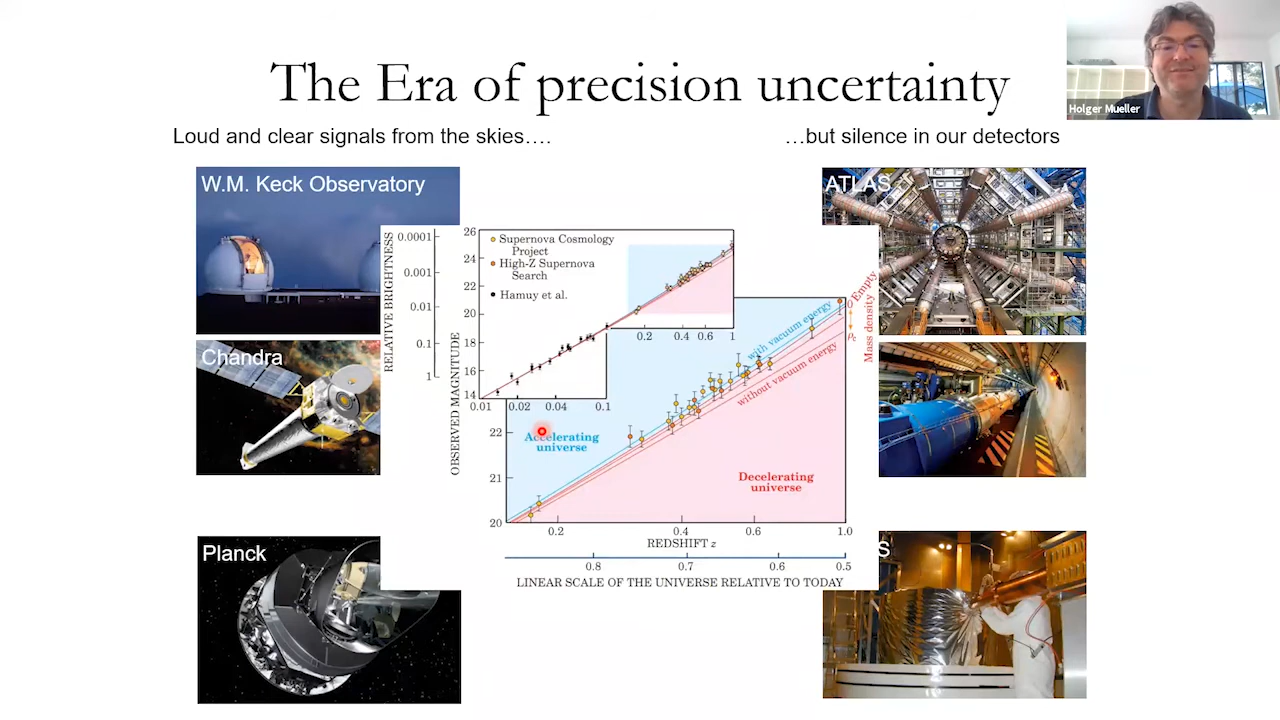 The Era of precision uncertainty
Holger Mueller
Loud and clear signals from the skies….
…but silence in our detectors
W.M. Keck Observatory
Chandra
Planck
ATLAS
S
RELATIVE BRIGHTNESS
0.0001
0.001
0.01
0.1
1
OBSERVED MAGNITUDE
26
24
22
20
18
16
14
Supernova Cosmology
Project
High-Z Supernova
Search
Hamuy et al.
0.01
0.02
0.04
0.1
0.2
0.4
0.6
1
22
21
20
with vacuum energy
without vacuum energy
Empty
0
ρc
Mass density
Accelerating
universe
Decelerating
universe
0.2
0.4
0.6
1.0
REDSHIFT z
0.8
0.7
0.6
0.5
LINEAR SCALE OF THE UNIVERSE RELATIVE TO TODAY